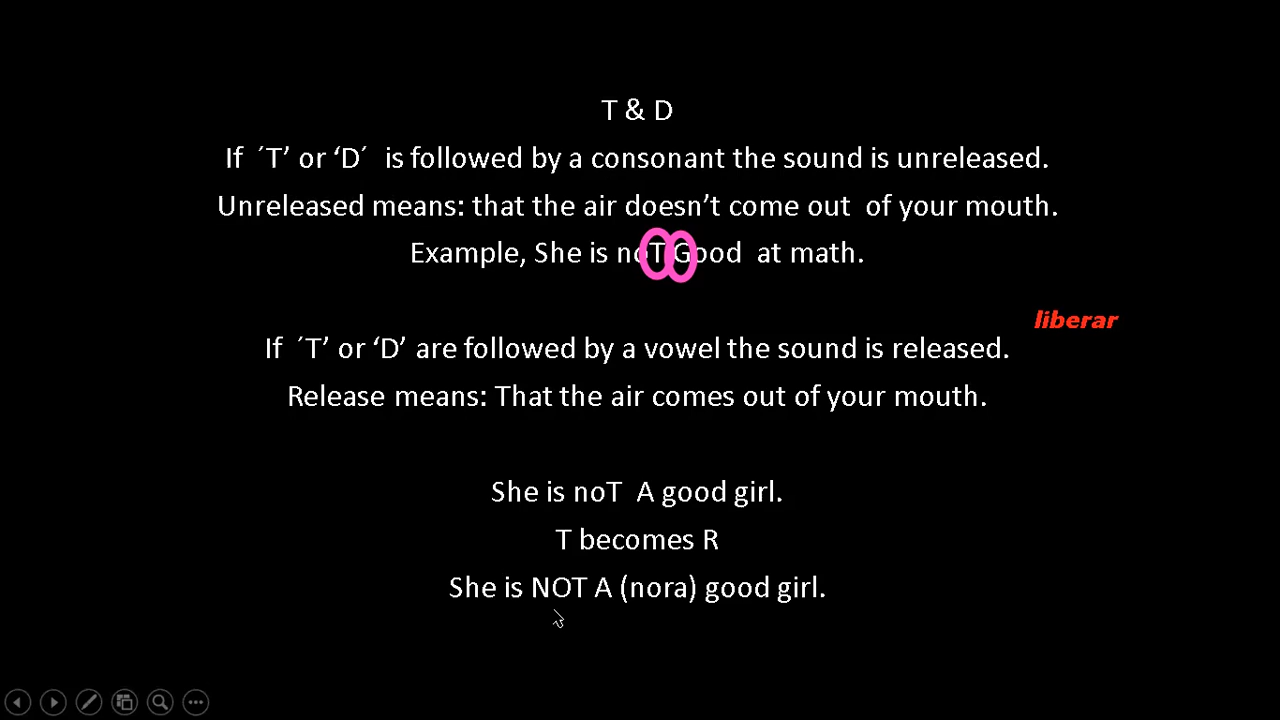 T & D
If ´T’ or ‘D´ is followed by a consonant the sound is unreleased.
Unreleased means: that the air doesn’t come out of your mouth.
Example, She is noT Good at math.
liberar
If ´T’ or ‘D’ are followed by a vowel the sound is released.
Release means: That the air comes out of your mouth.
She is noT A good girl.
T becomes R
She is NOT A (nora) good girl.